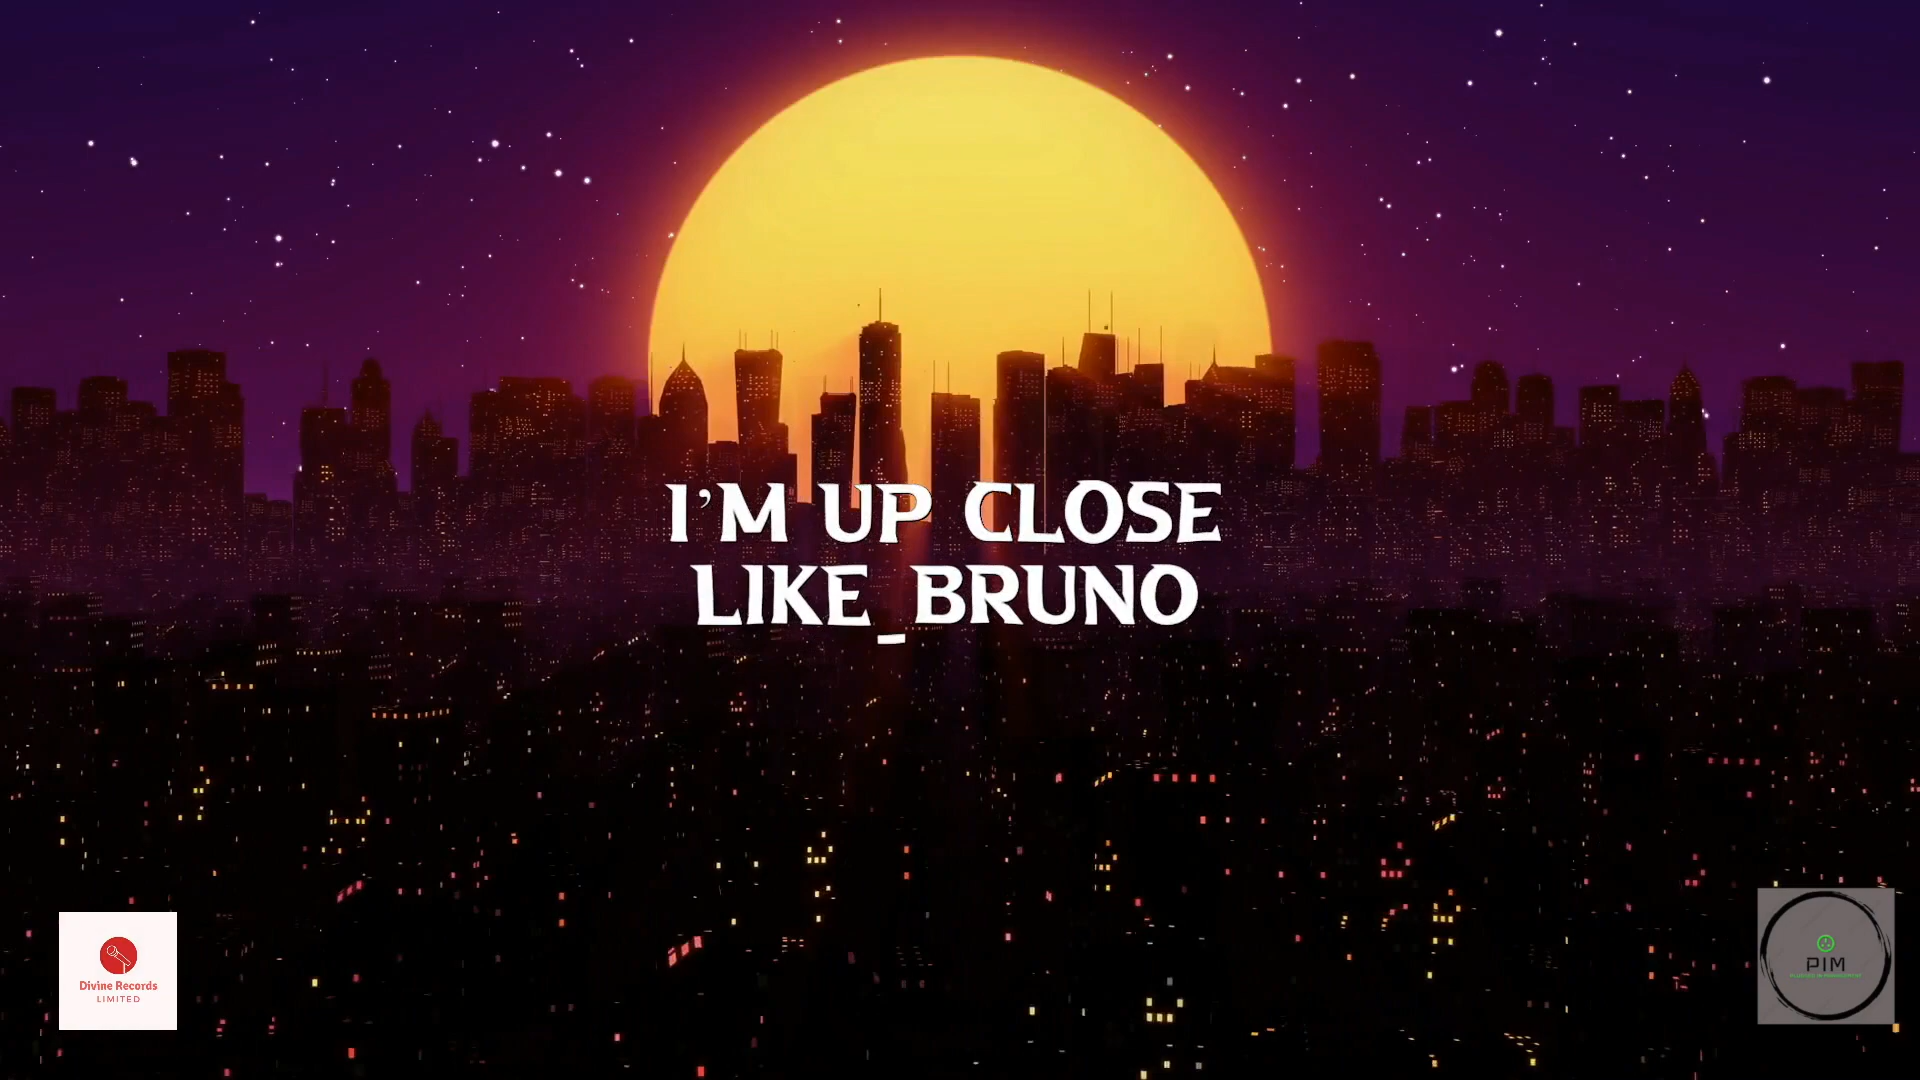 I'M UP CLOSE
LIKE_BRUNO
Divine Records
LIMITED
PIM